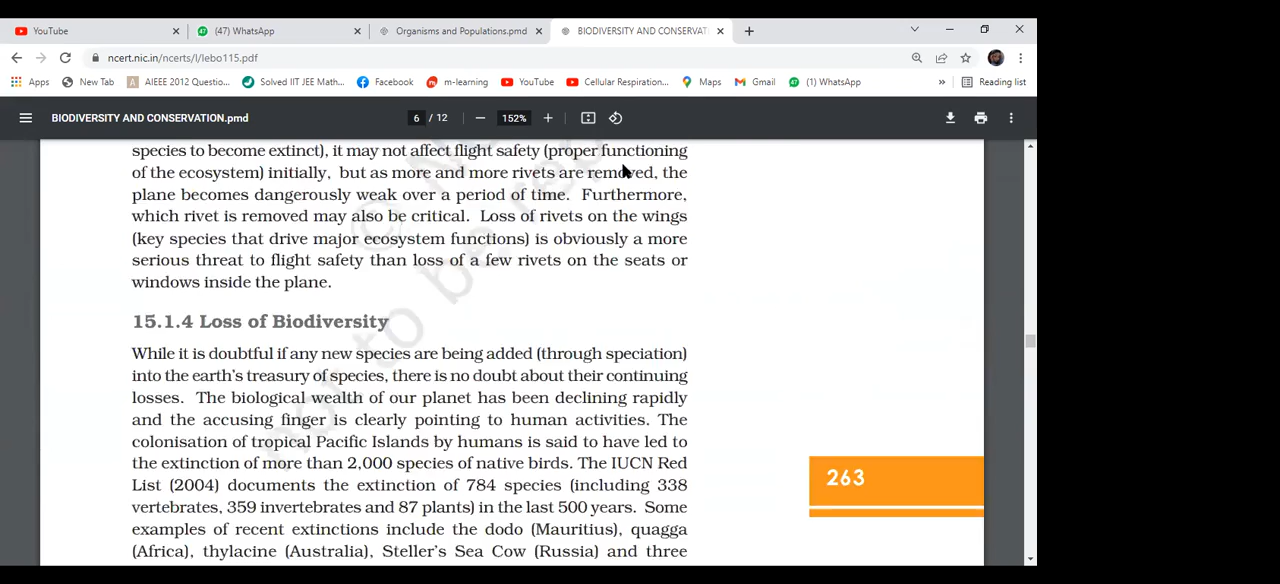 YouTube
(47) WhatsApp
Organisms and Populations.pmd
BIODIVERSITY AND CONSERVAT
ncert.nic.in/ncerts/l/lebo115.pdf
Apps
New Tab
AIEEE 2012 Questio...
Solved IIT JEE Math...
Facebook
m-learning
YouTube
Cellular Respiration...
Maps
Gmail
(1) WhatsApp
Reading list
BIODIVERSITY AND CONSERVATION.pmd
6 / 12
152%
species to become extinct), it may not affect flight safety (proper functioning
of the ecosystem) initially, but as more and more rivets are removed, the
plane becomes dangerously weak over a period of time. Furthermore,
which rivet is removed may also be critical. Loss of rivets on the wings
(key species that drive major ecosystem functions) is obviously a more
serious threat to flight safety than loss of a few rivets on the seats or
windows inside the plane.
15.1.4 Loss of Biodiversity
While it is doubtful if any new species are being added (through speciation)
into the earth's treasury of species, there is no doubt about their continuing
losses. The biological wealth of our planet has been declining rapidly
and the accusing finger is clearly pointing to human activities. The
colonisation of tropical Pacific Islands by humans is said to have led to
the extinction of more than 2,000 species of native birds. The IUCN Red
List (2004) documents the extinction of 784 species (including 338
vertebrates, 359 invertebrates and 87 plants) in the last 500 years. Some
examples of recent extinctions include the dodo (Mauritius), quagga
(Africa), thylacine (Australia), Steller's Sea Cow (Russia) and three
263
not to be re
©